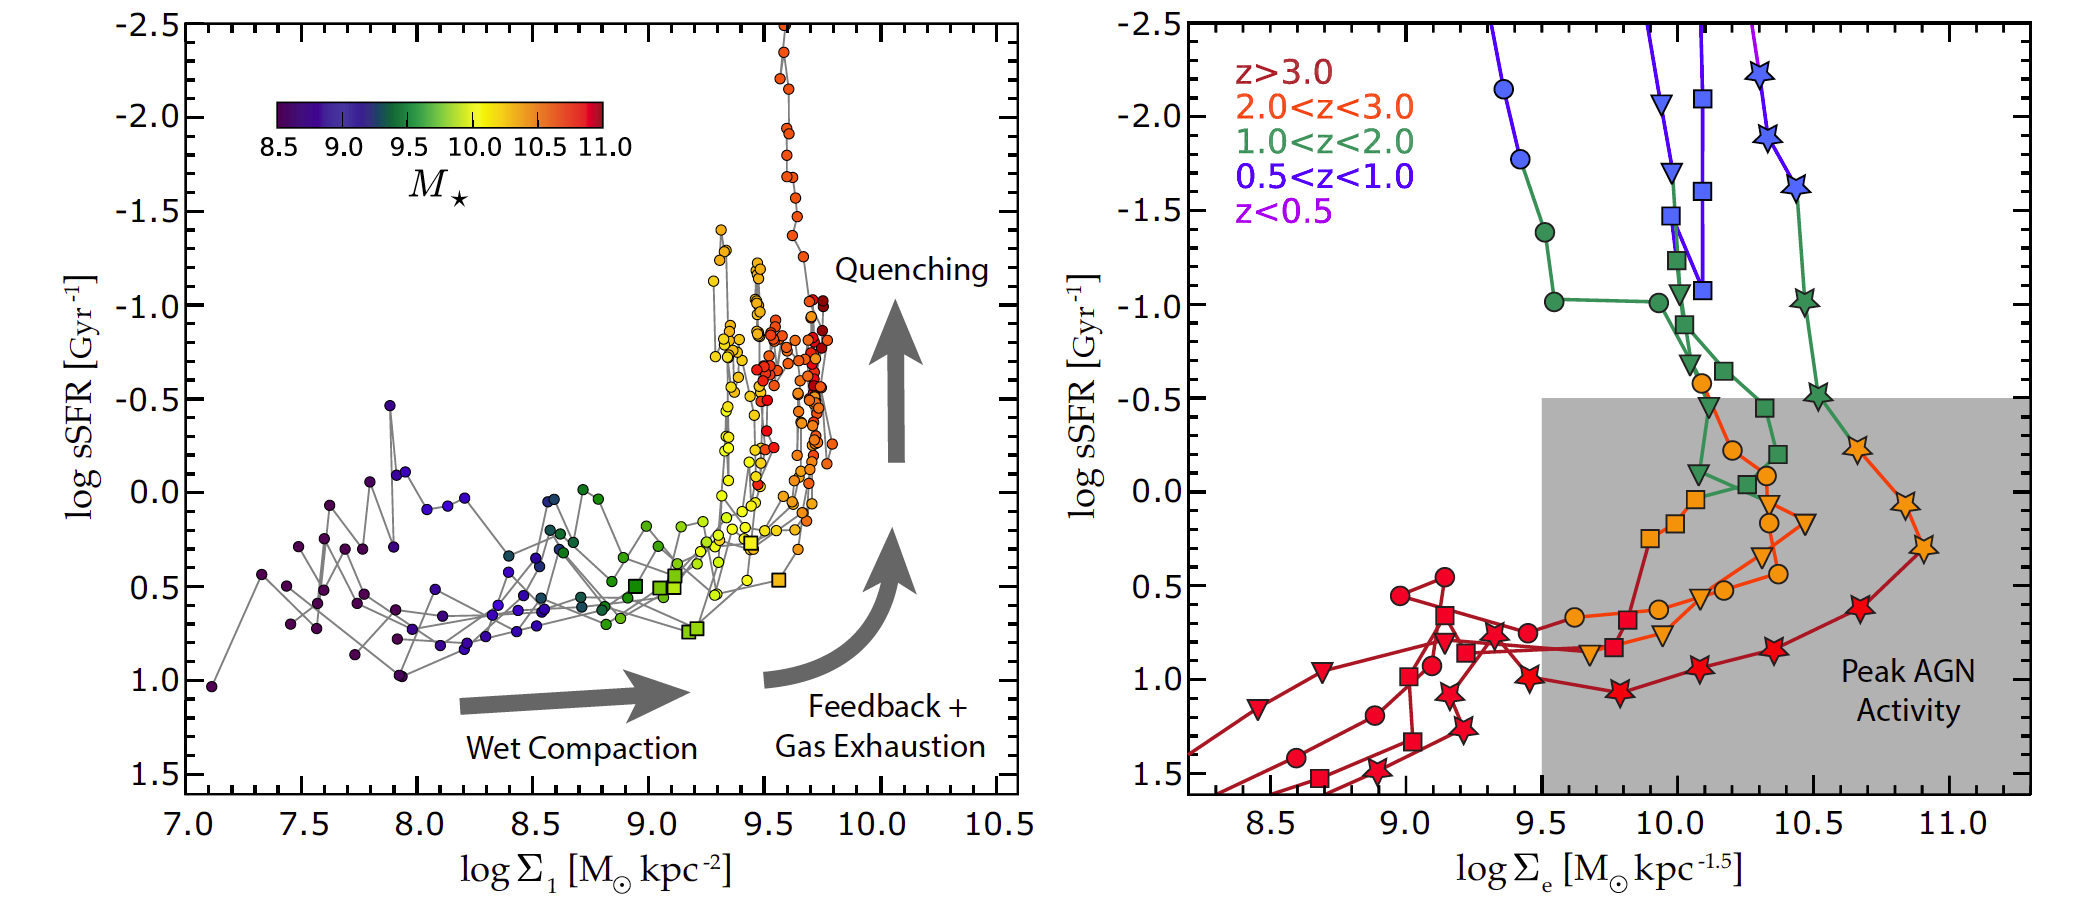 -2.5
-2.0
-1.5
-1.0
-0.5
0.0
0.5
1.0
1.5
log sSFR [Gyr-1]
8.5 9.0 9.5 10.0 10.5 11.0
M⋆
Quenching
Feedback +
Gas Exhaustion
Wet Compaction
7.0 7.5 8.0 8.5 9.0 9.5 10.0 10.5
log Σ1 [M⊙ kpc-2]
-2.5
-2.0
-1.5
-1.0
-0.5
0.0
0.5
1.0
1.5
log sSFR [Gyr-1]
z>3.0
2.0<z<3.0
1.0<z<2.0
0.5<z<1.0
z<0.5
Peak AGN
Activity
8.5 9.0 9.5 10.0 10.5 11.0
log Σe [M⊙ kpc-1.5]